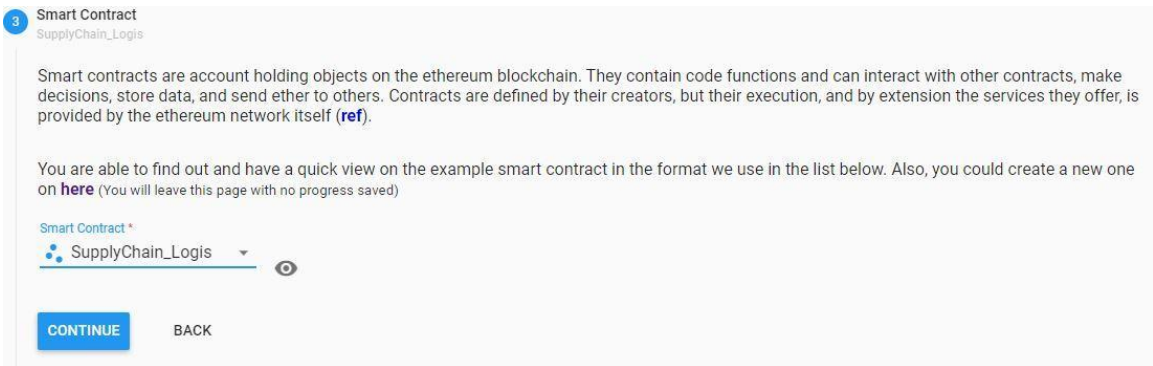 3
Smart Contract
SupplyChain_Logis
Smart contracts are account holding objects on the ethereum blockchain. They contain code functions and can interact with other contracts, make
decisions, store data, and send ether to others. Contracts are defined by their creators, but their execution, and by extension the services they offer, is
provided by the ethereum network itself (ref).
You are able to find out and have a quick view on the example smart contract in the format we use in the list below. Also, you could create a new one
on here (You will leave this page with no progress saved)
Smart Contract *
SupplyChain_Logis
CONTINUE BACK